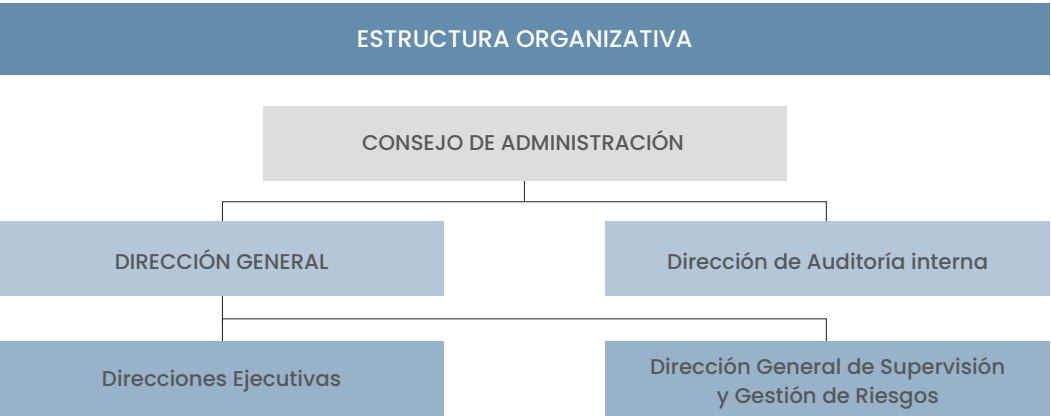 ESTRUCTURA ORGANIZATIVA
CONSEJO DE ADMINISTRACIÓN
DIRECCIÓN GENERAL
Dirección de Auditoría interna
Direcciones Ejecutivas
Dirección General de Supervisión
y Gestión de Riesgos